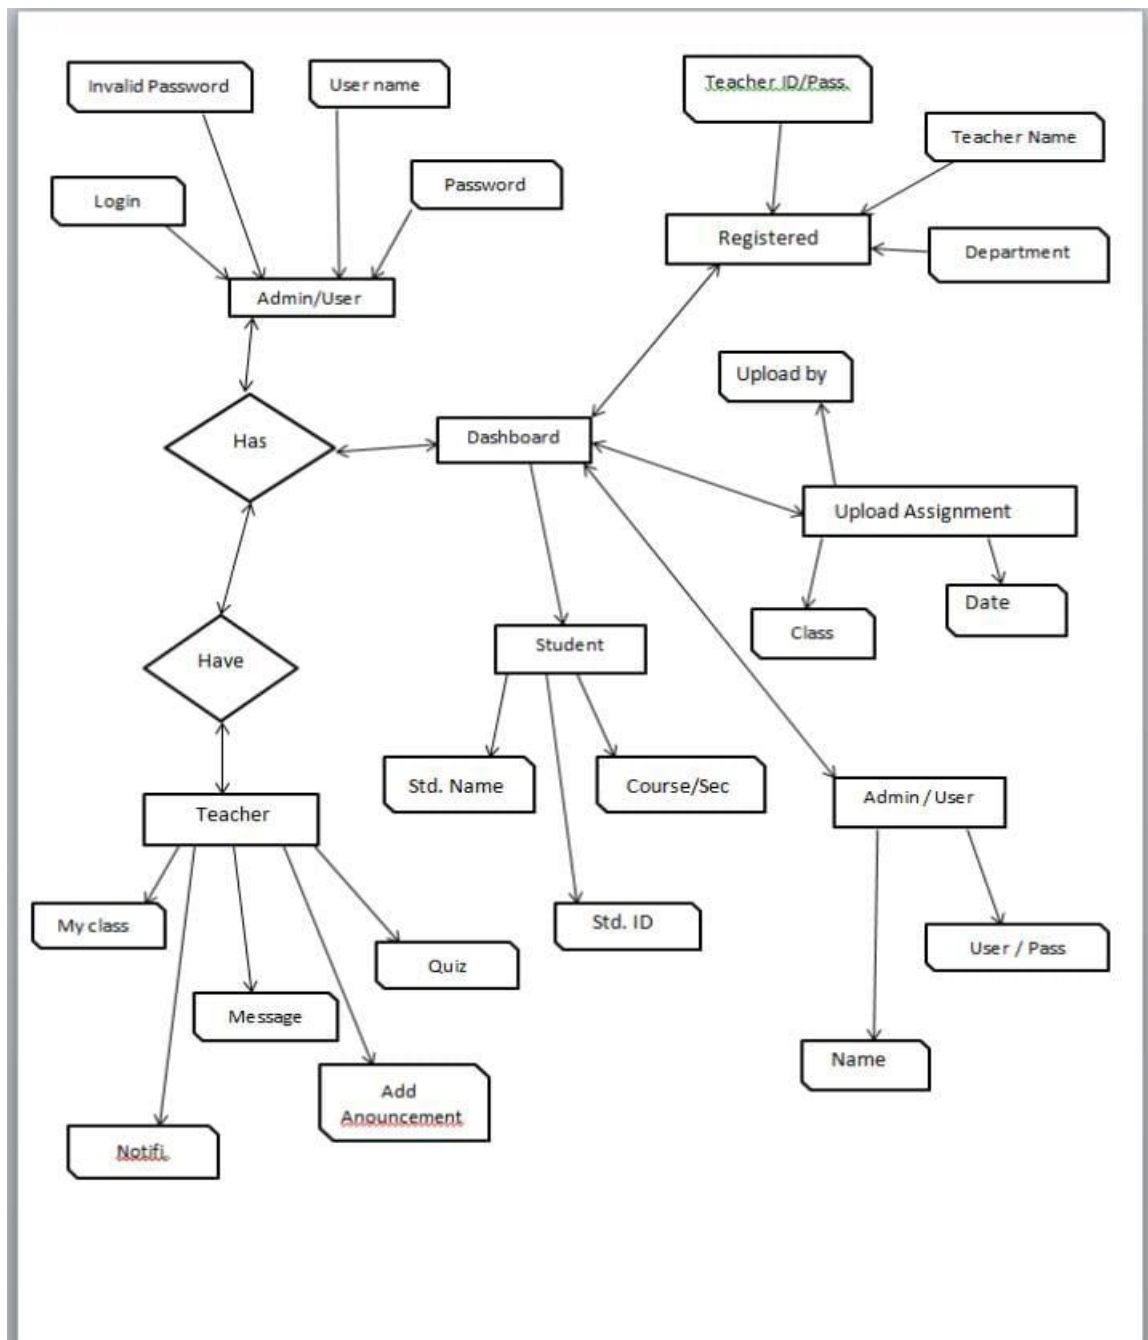 Invalid Password
User name
Teacher ID/Pass.
Teacher Name
Login
Password
Registered
Department
Admin/User
Upload by
Has
Dashboard
Upload Assignment
Date
Class
Student
Have
Std. Name
Course/Sec
Admin / User
Teacher
My class
Std. ID
User / Pass
Quiz
Message
Name
Add
Anouncement
Notifi.